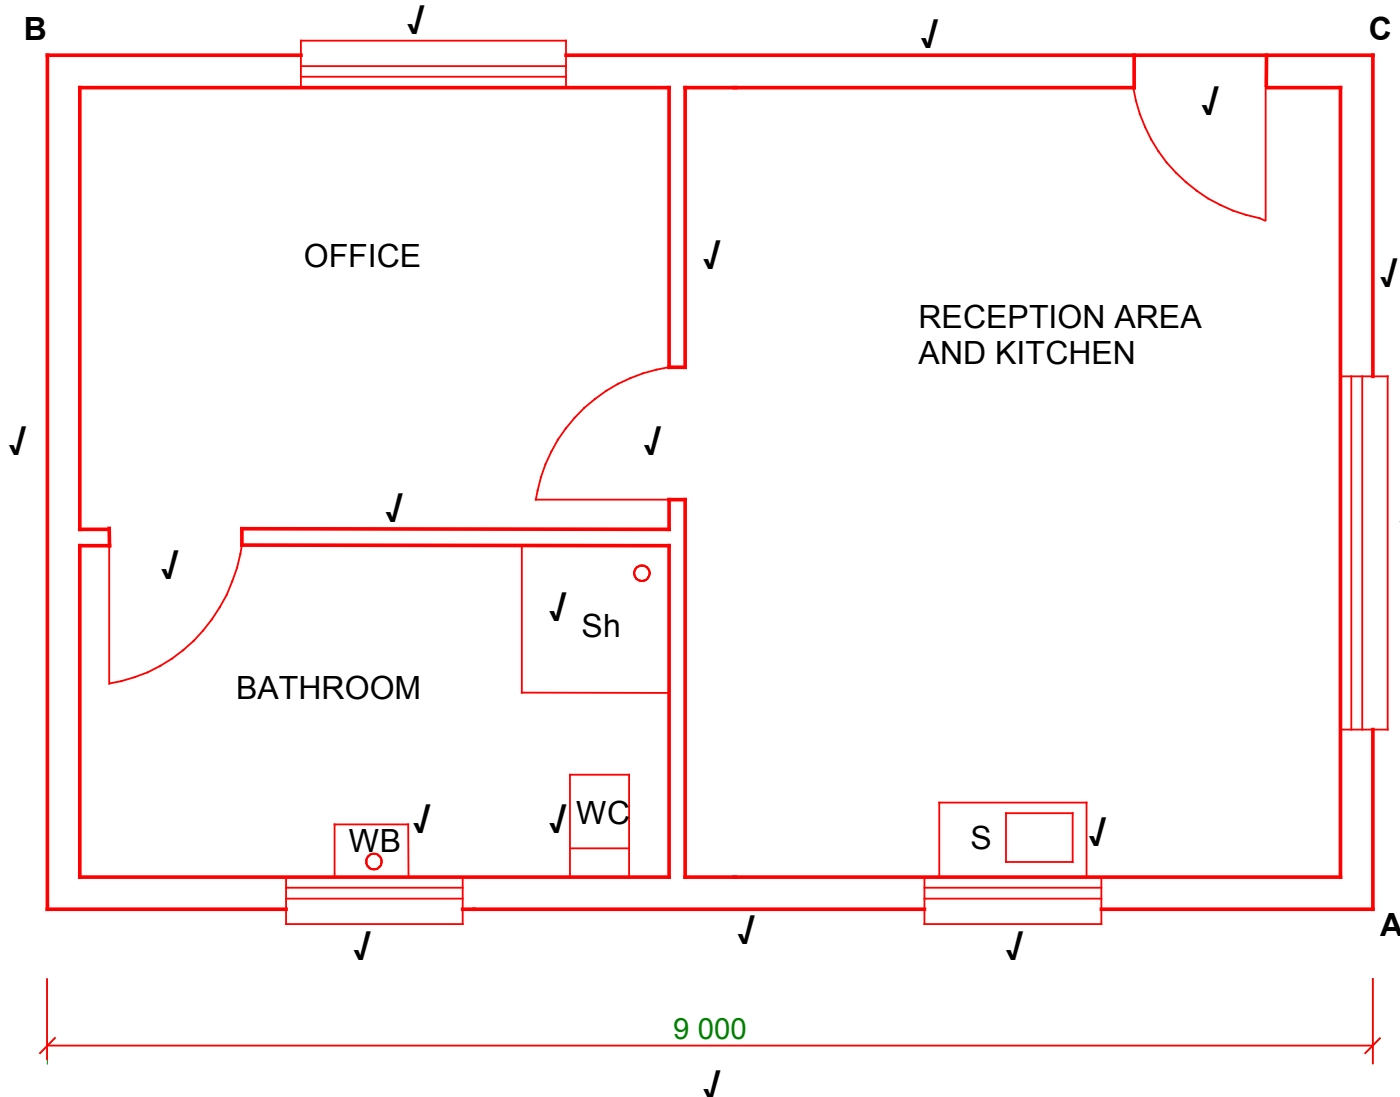 B
√
√
C
√
OFFICE
√
√
RECEPTION AREA
AND KITCHEN
√
√
√
√
√
Sh
BATHROOM
√
WB
√
WC
S
√
√
√
√
A
9 000
√